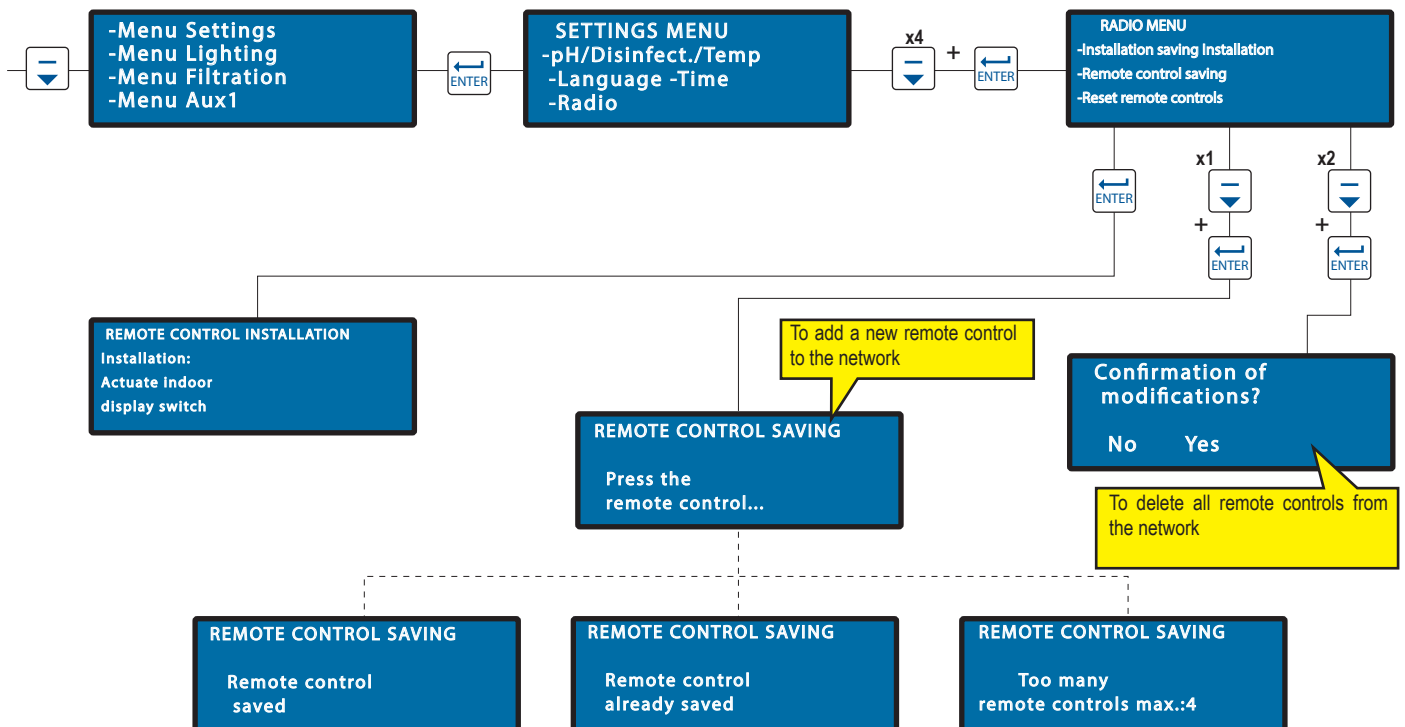 -Menu Settings
-Menu Lighting
-Menu Filtration
-Menu Aux1
ENTER
SETTINGS MENU
-pH/Disinfect./Temp
-Language -Time
-Radio
x4
+
ENTER
RADIO MENU
-Installation saving Installation
-Remote control saving
-Reset remote controls
ENTER
x1
+
ENTER
x2
+
ENTER
REMOTE CONTROL INSTALLATION
Installation:
Actuate indoor
display switch
To add a new remote control
to the network
REMOTE CONTROL SAVING
Press the
remote control...
Confirmation of
modifications?
No Yes
To delete all remote controls from
the network
REMOTE CONTROL SAVING
Remote control
saved
REMOTE CONTROL SAVING
Remote control
already saved
REMOTE CONTROL SAVING
Too many
remote controls max.:4